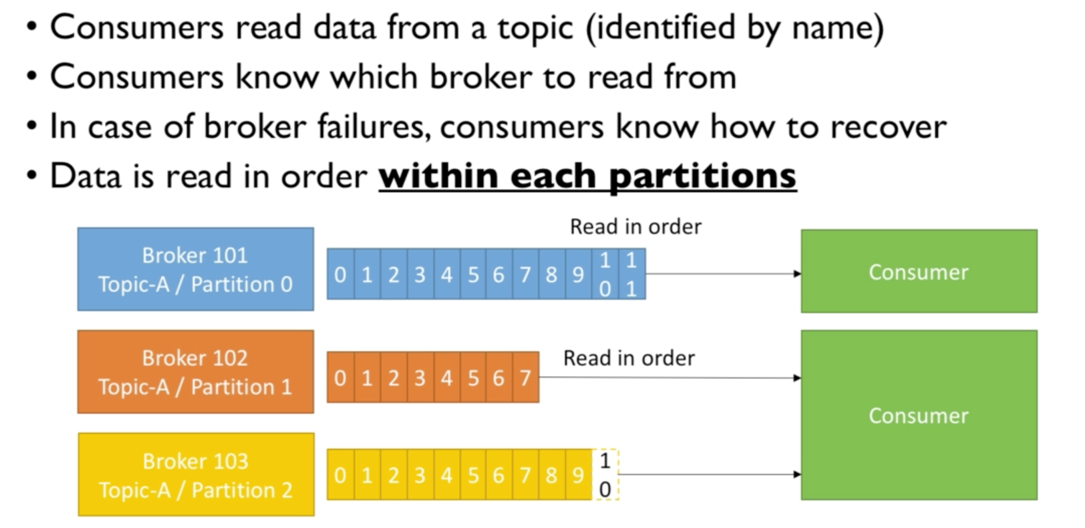 • Consumers read data from a topic (identified by name)
• Consumers know which broker to read from
• In case of broker failures, consumers know how to recover
• Data is read in order within each partitions
Read in order
Broker 101
Topic-A / Partition 0
0 1 2 3 4 5 6 7 8 9 10 11
Consumer
Broker 102
Topic-A / Partition 1
0 1 2 3 4 5 6 7
Read in order
Consumer
Broker 103
Topic-A / Partition 2
0 1 2 3 4 5 6 7 8 9 10